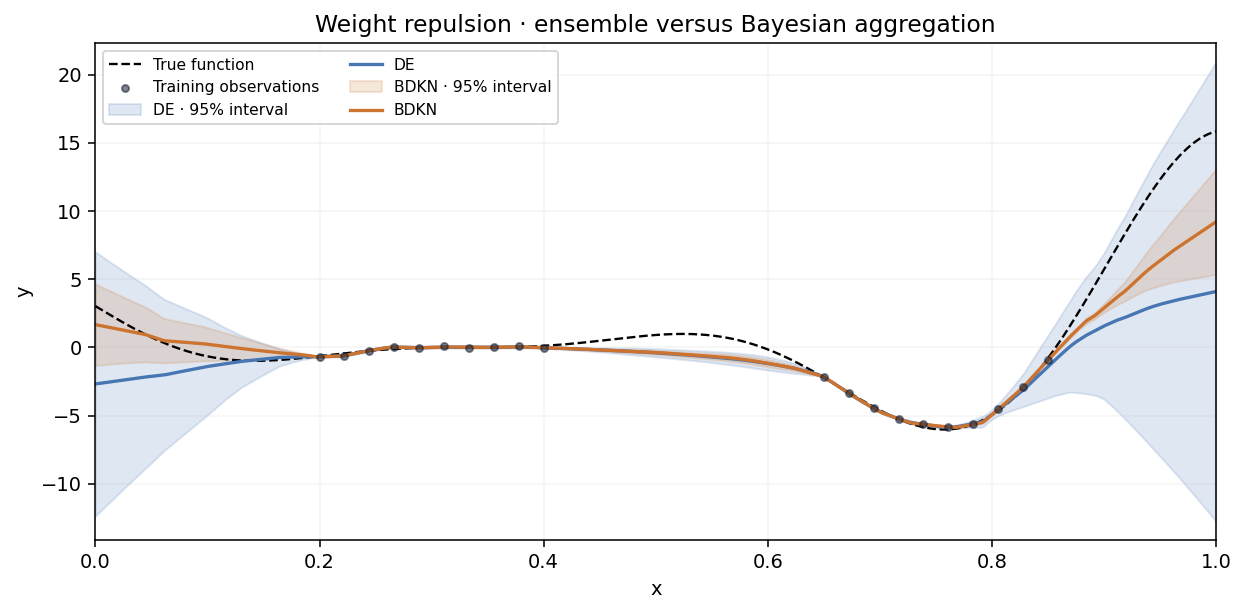 Weight repulsion · ensemble versus Bayesian aggregation
True function
Training observations
DE · 95% interval
DE
BDKN · 95% interval
BDKN
20
15
10
5
0
−5
−10
y
0.0 0.2 0.4 0.6 0.8 1.0
x